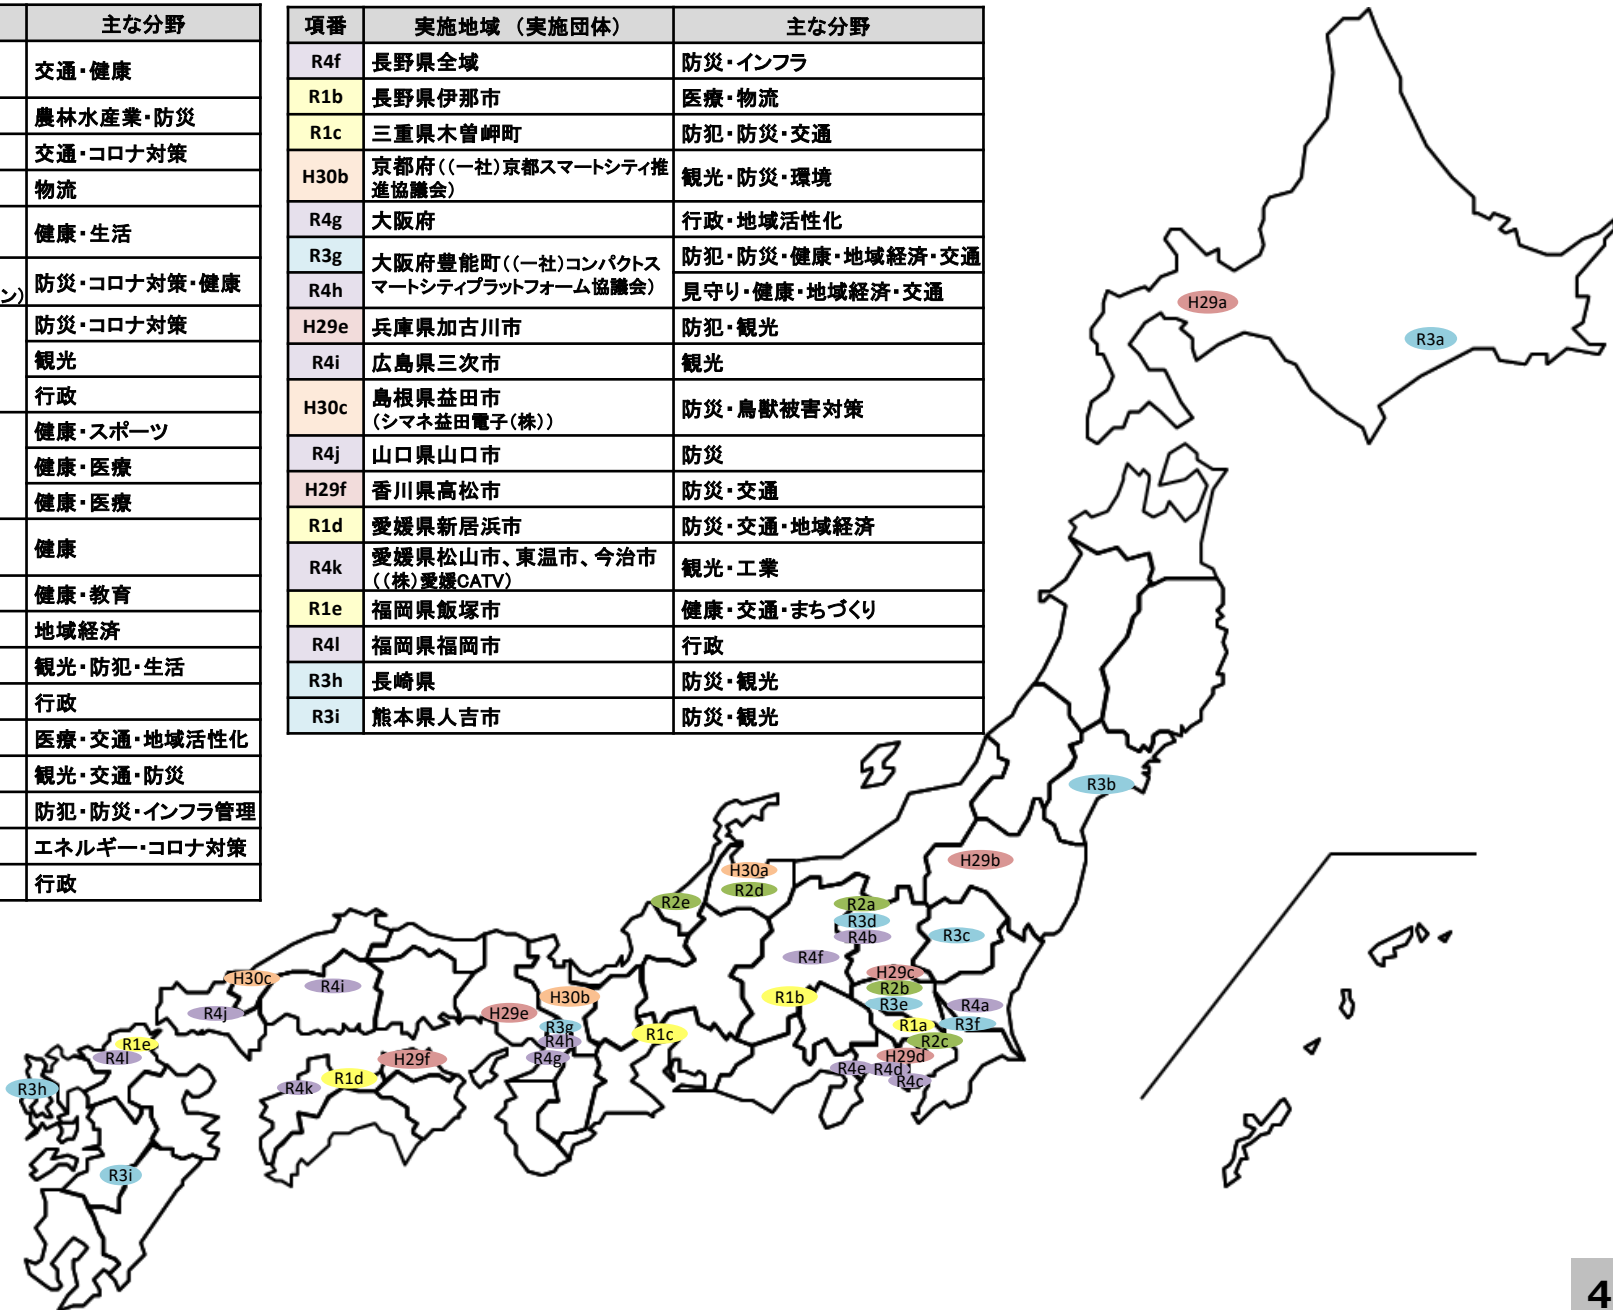 主な分野
交通・健康
農林水産業・防災
交通・コロナ対策
物流
健康・生活
ン) 防災・コロナ対策・健康
防災・コロナ対策
観光
行政
健康・スポーツ
健康・医療
健康・医療
健康
健康・教育
地域経済
観光・防犯・生活
行政
医療・交通・地域活性化
観光・交通・防災
防犯・防災・インフラ管理
エネルギー・コロナ対策
行政
項番 実施地域 (実施団体) 主な分野
R4f 長野県全域 防災・インフラ
R1b 長野県伊那市 医療・物流
R1c 三重県木曽岬町 防犯・防災・交通
H30b 京都府((一社)京都スマートシティ推
進協議会) 観光・防災・環境
R4g 大阪府 行政・地域活性化
R3g 大阪府豊能町((一社)コンパクトス 防犯・防災・健康・地域経済・交通
R4h マートシティプラットフォーム協議会) 見守り・健康・地域経済・交通
H29e 兵庫県加古川市 防犯・観光
R4i 広島県三次市 観光
H30c 島根県益田市
(シマネ益田電子(株)) 防災・鳥獣被害対策
R4j 山口県山口市 防災
H29f 香川県高松市 防災・交通
R1d 愛媛県新居浜市 防災・交通・地域経済
R4k 愛媛県松山市、東温市、今治市
((株)愛媛CATV) 観光・工業
R1e 福岡県飯塚市 健康・交通・まちづくり
R4l 福岡県福岡市 行政
R3h 長崎県 防災・観光
R3i 熊本県人吉市 防災・観光
H29a
R3a
R3b
H29b
H30a
R2d
R2e
R2a
R3d
R4b
R3c
R4f
H29c
R2b
R3e
R4a
R3f
R1a
R2c
H29d
R4e
R4d
R4c
R1b
R1c
H30b
H29e
R3g
R4h
R4g
H30c
R4i
R4j
R1e
R4l
H29f
R1d
R4k
R3h
R3i
4